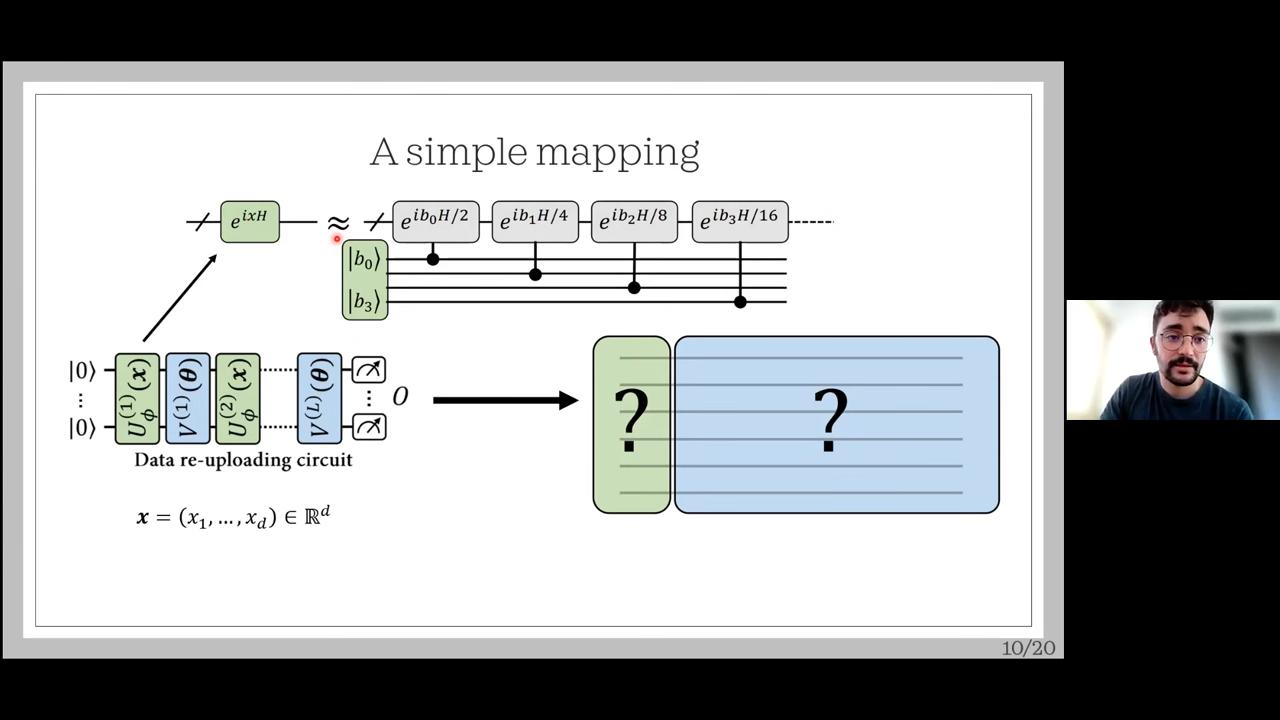 A simple mapping
e^{ixH} ≈ e^{ib_0H/2} e^{ib_1H/4} e^{ib_2H/8} e^{ib_3H/16}
|b_0⟩
|b_3⟩
|0⟩ U_ϕ^{(1)}(x) V^{(1)}(θ) U_ϕ^{(2)}(x) V^{(L)}(θ) O
|0⟩
? ?
Data re-uploading circuit
x = (x_1, …, x_d) ∈ ℝ^d
10/20